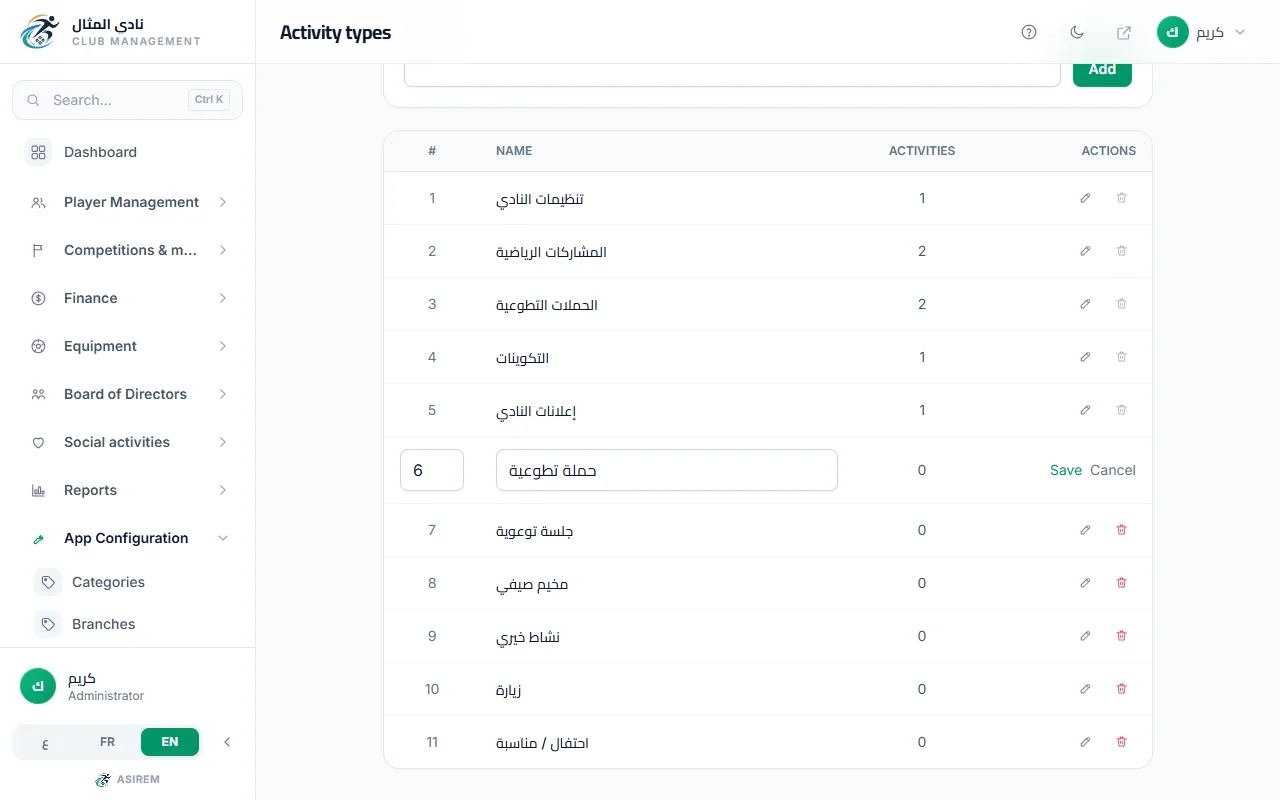 نادي المثال
CLUB MANAGEMENT
Activity types
ك
كريم
Search...
Ctrl K
Add
Dashboard
Player Management
Competitions & m...
Finance
Equipment
Board of Directors
Social activities
Reports
App Configuration
Categories
Branches
# NAME ACTIVITIES ACTIONS
1 تنظيمات النادي 1
2 المشاركات الرياضية 2
3 الحملات التطوعية 2
4 التكوينات 1
5 إعلانات النادي 1
6 حملة تطوعية 0 Save Cancel
7 جلسة توعوية 0
8 مخيم صيفي 0
9 نشاط خيري 0
10 زيارة 0
11 احتفال / مناسبة 0
ك
كريم
Administrator
ع FR EN
ASIREM